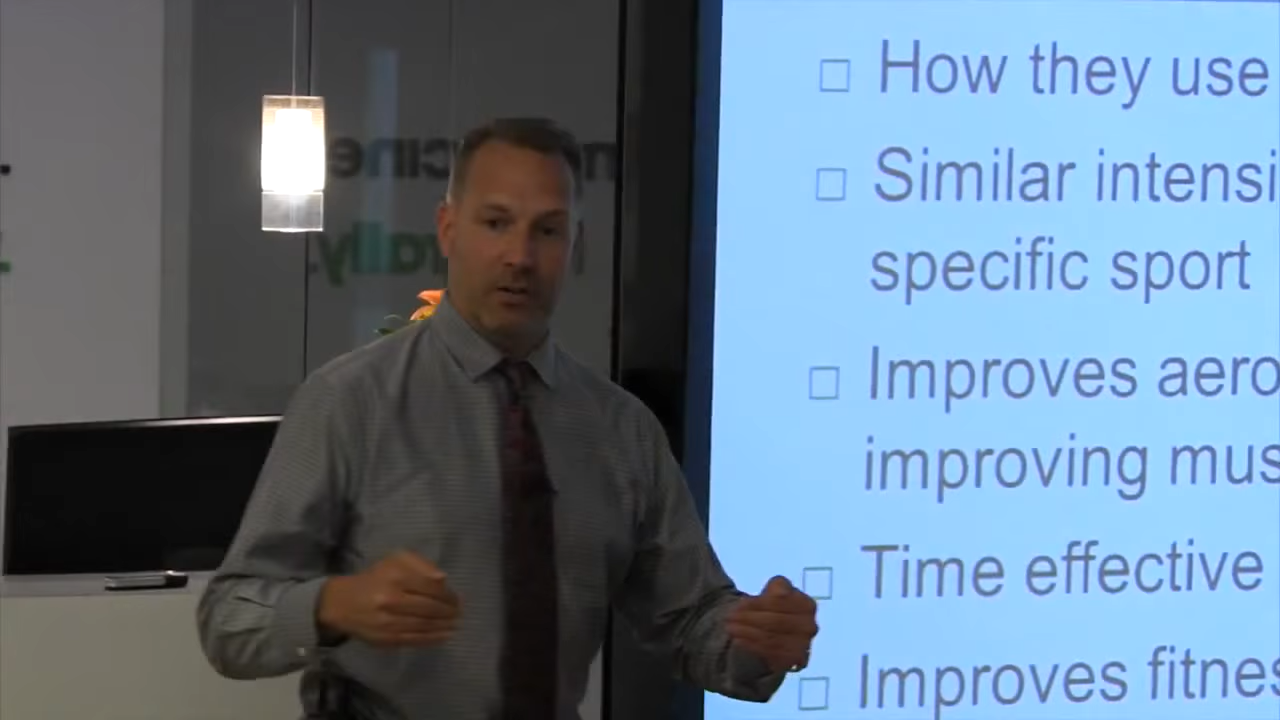 How they use
Similar intensi
specific sport
Improves aero
improving mus
Time effective
Improves fitnes